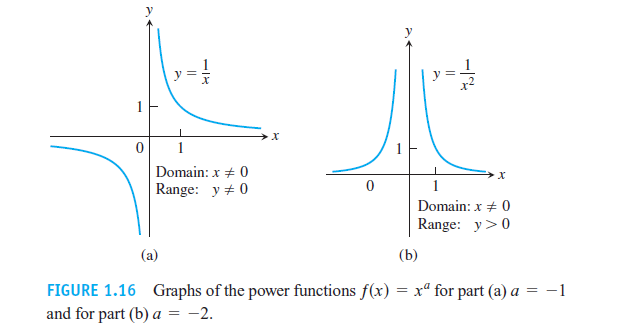 y
y = 1/x
1
0
1
x
Domain: x ≠ 0
Range: y ≠ 0
(a)
y
y = 1/x²
1
0
1
x
Domain: x ≠ 0
Range: y > 0
(b)
FIGURE 1.16 Graphs of the power functions f(x) = xᵃ for part (a) a = −1
and for part (b) a = −2.